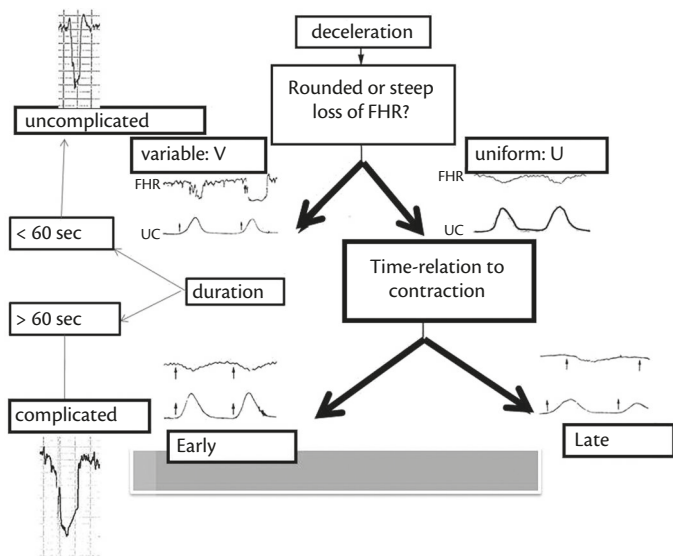 deceleration
Rounded or steep
loss of FHR?
uncomplicated
variable: V
uniform: U
FHR
FHR
UC
UC
< 60 sec
Time-relation to
contraction
duration
> 60 sec
complicated
Early
Late